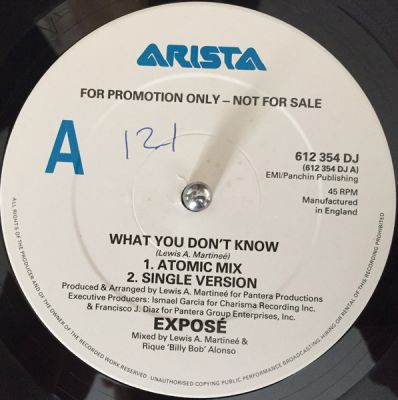 ARISTA
FOR PROMOTION ONLY – NOT FOR SALE
A
121
612 354 DJ
(612 354 DJ A)
EMI/Panchin Publishing
45 RPM
Manufactured
in England
WHAT YOU DON'T KNOW
(Lewis A. Martineé)
1. ATOMIC MIX
2. SINGLE VERSION
Produced & Arranged by Lewis A. Martineé for Pantera Productions
Executive Producers: Ismael Garcia for Charisma Recording Inc.
& Francisco J. Diaz for Pantera Group Enterprises, Inc.
EXPOSÉ
Mixed by Lewis A. Martineé &
Rique 'Billy Bob' Alonso
ALL RIGHTS OF THE PRODUCER AND OF THE OWNER OF THE RECORDED WORK RESERVED · UNAUTHORISED COPYING PUBLIC PERFORMANCE BROADCASTING HIRING OR RENTAL OF THIS RECORDING PROHIBITED